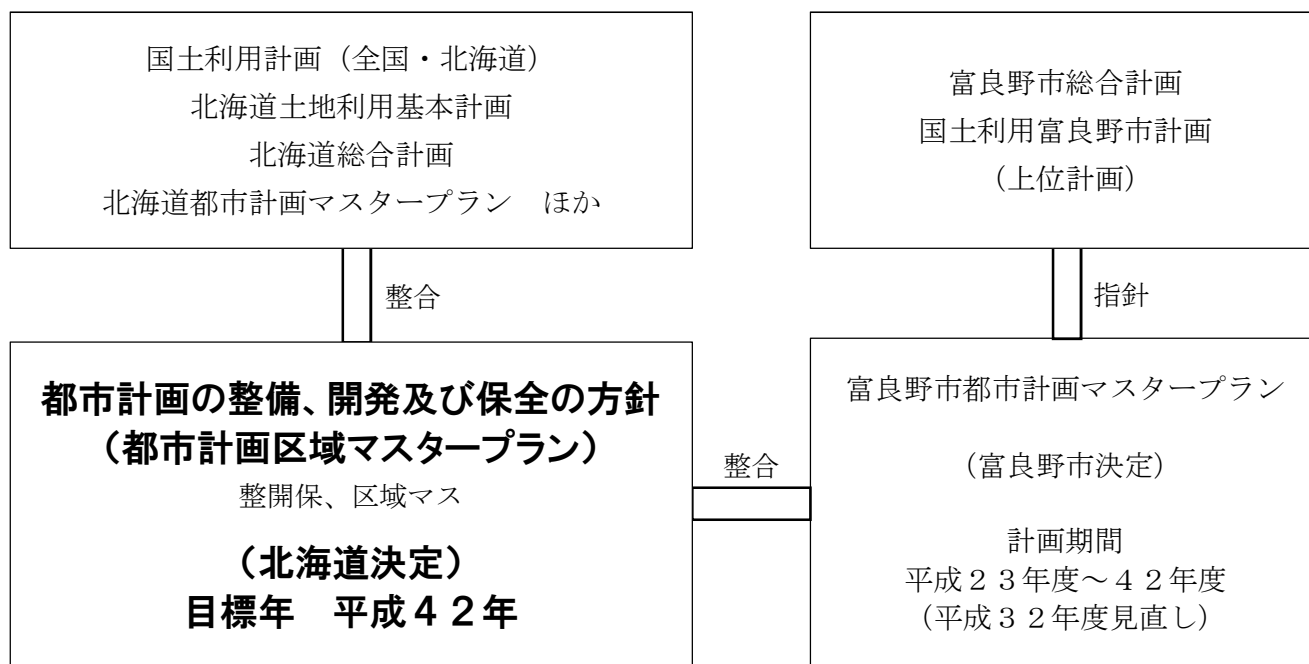 国土利用計画（全国・北海道）
北海道土地利用基本計画
北海道総合計画
北海道都市計画マスタープラン　ほか
富良野市総合計画
国土利用富良野市計画
（上位計画）
整合
指針
都市計画の整備、開発及び保全の方針
（都市計画区域マスタープラン）
整開保、区域マス
（北海道決定）
目標年　平成４２年
整合
富良野市都市計画マスタープラン
（富良野市決定）
計画期間
平成２３年度～４２年度
（平成３２年度見直し）